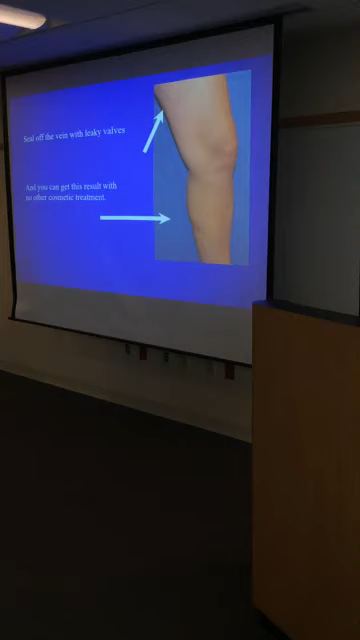 Seal off the vein with leaky valves
And you can get this result with
no other cosmetic treatment.